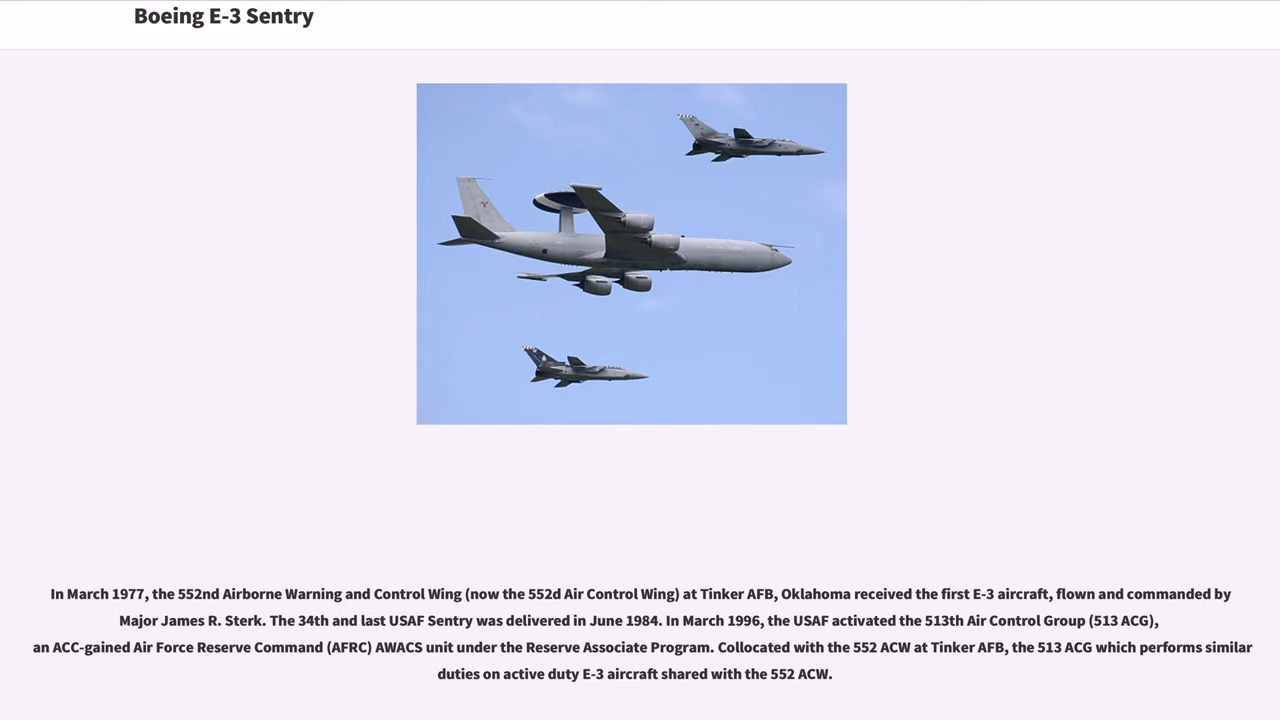 Boeing E-3 Sentry
In March 1977, the 552nd Airborne Warning and Control Wing (now the 552d Air Control Wing) at Tinker AFB, Oklahoma received the first E-3 aircraft, flown and commanded by
Major James R. Sterk. The 34th and last USAF Sentry was delivered in June 1984. In March 1996, the USAF activated the 513th Air Control Group (513 ACG),
an ACC-gained Air Force Reserve Command (AFRC) AWACS unit under the Reserve Associate Program. Collocated with the 552 ACW at Tinker AFB, the 513 ACG which performs similar
duties on active duty E-3 aircraft shared with the 552 ACW.